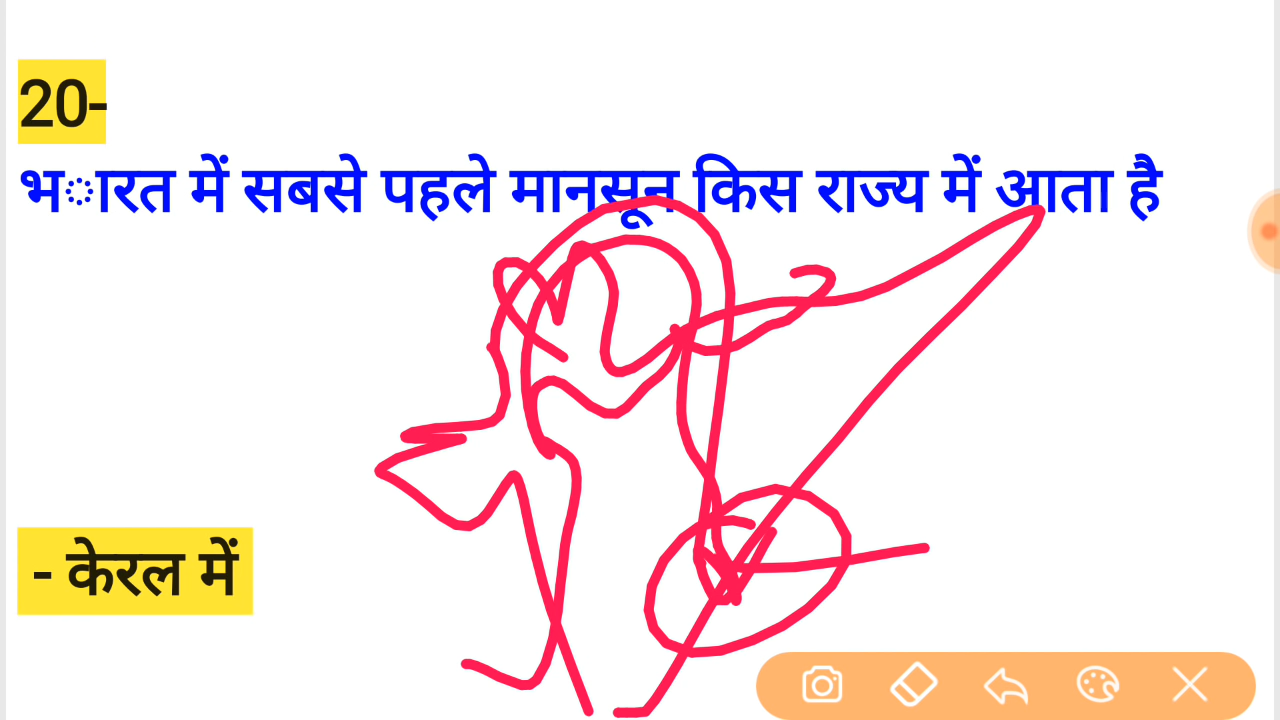 20-
भारत में सबसे पहले मानसून किस राज्य में आता है
- केरल में